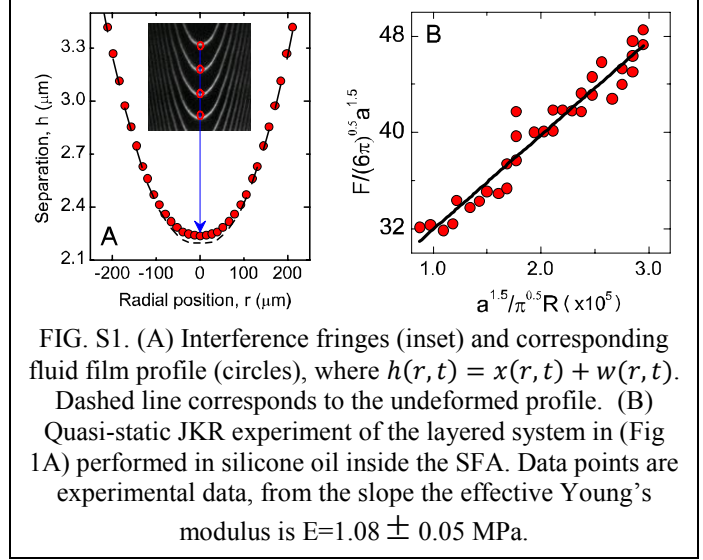 3.3
3.0
2.7
2.4
2.1
Separation, h (μm)
A
-200 -100 0 100 200
Radial position, r (μm)
B
48
40
32
F/(6π)^0.5 a^1.5
1.0 2.0 3.0
a^1.5/π^0.5R (x10^5)
FIG. S1. (A) Interference fringes (inset) and corresponding
fluid film profile (circles), where h(r, t) = x(r, t) + w(r, t).
Dashed line corresponds to the undeformed profile. (B)
Quasi-static JKR experiment of the layered system in (Fig
1A) performed in silicone oil inside the SFA. Data points are
experimental data, from the slope the effective Young's
modulus is E=1.08 ± 0.05 MPa.